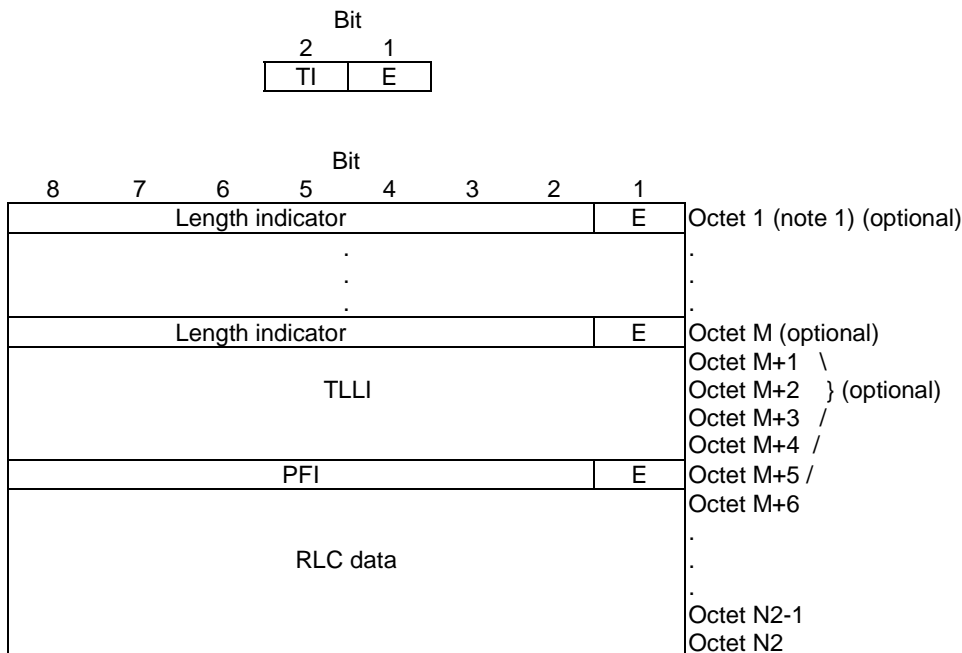 Bit
2 1
TI E
Bit
8 7 6 5 4 3 2 1
Length indicator E Octet 1 (note 1) (optional)
. .
. .
. .
Length indicator E Octet M (optional)
Octet M+1 \
TLLI Octet M+2 } (optional)
Octet M+3 /
Octet M+4 /
PFI E Octet M+5 /
Octet M+6
.
RLC data .
.
Octet N2-1
Octet N2